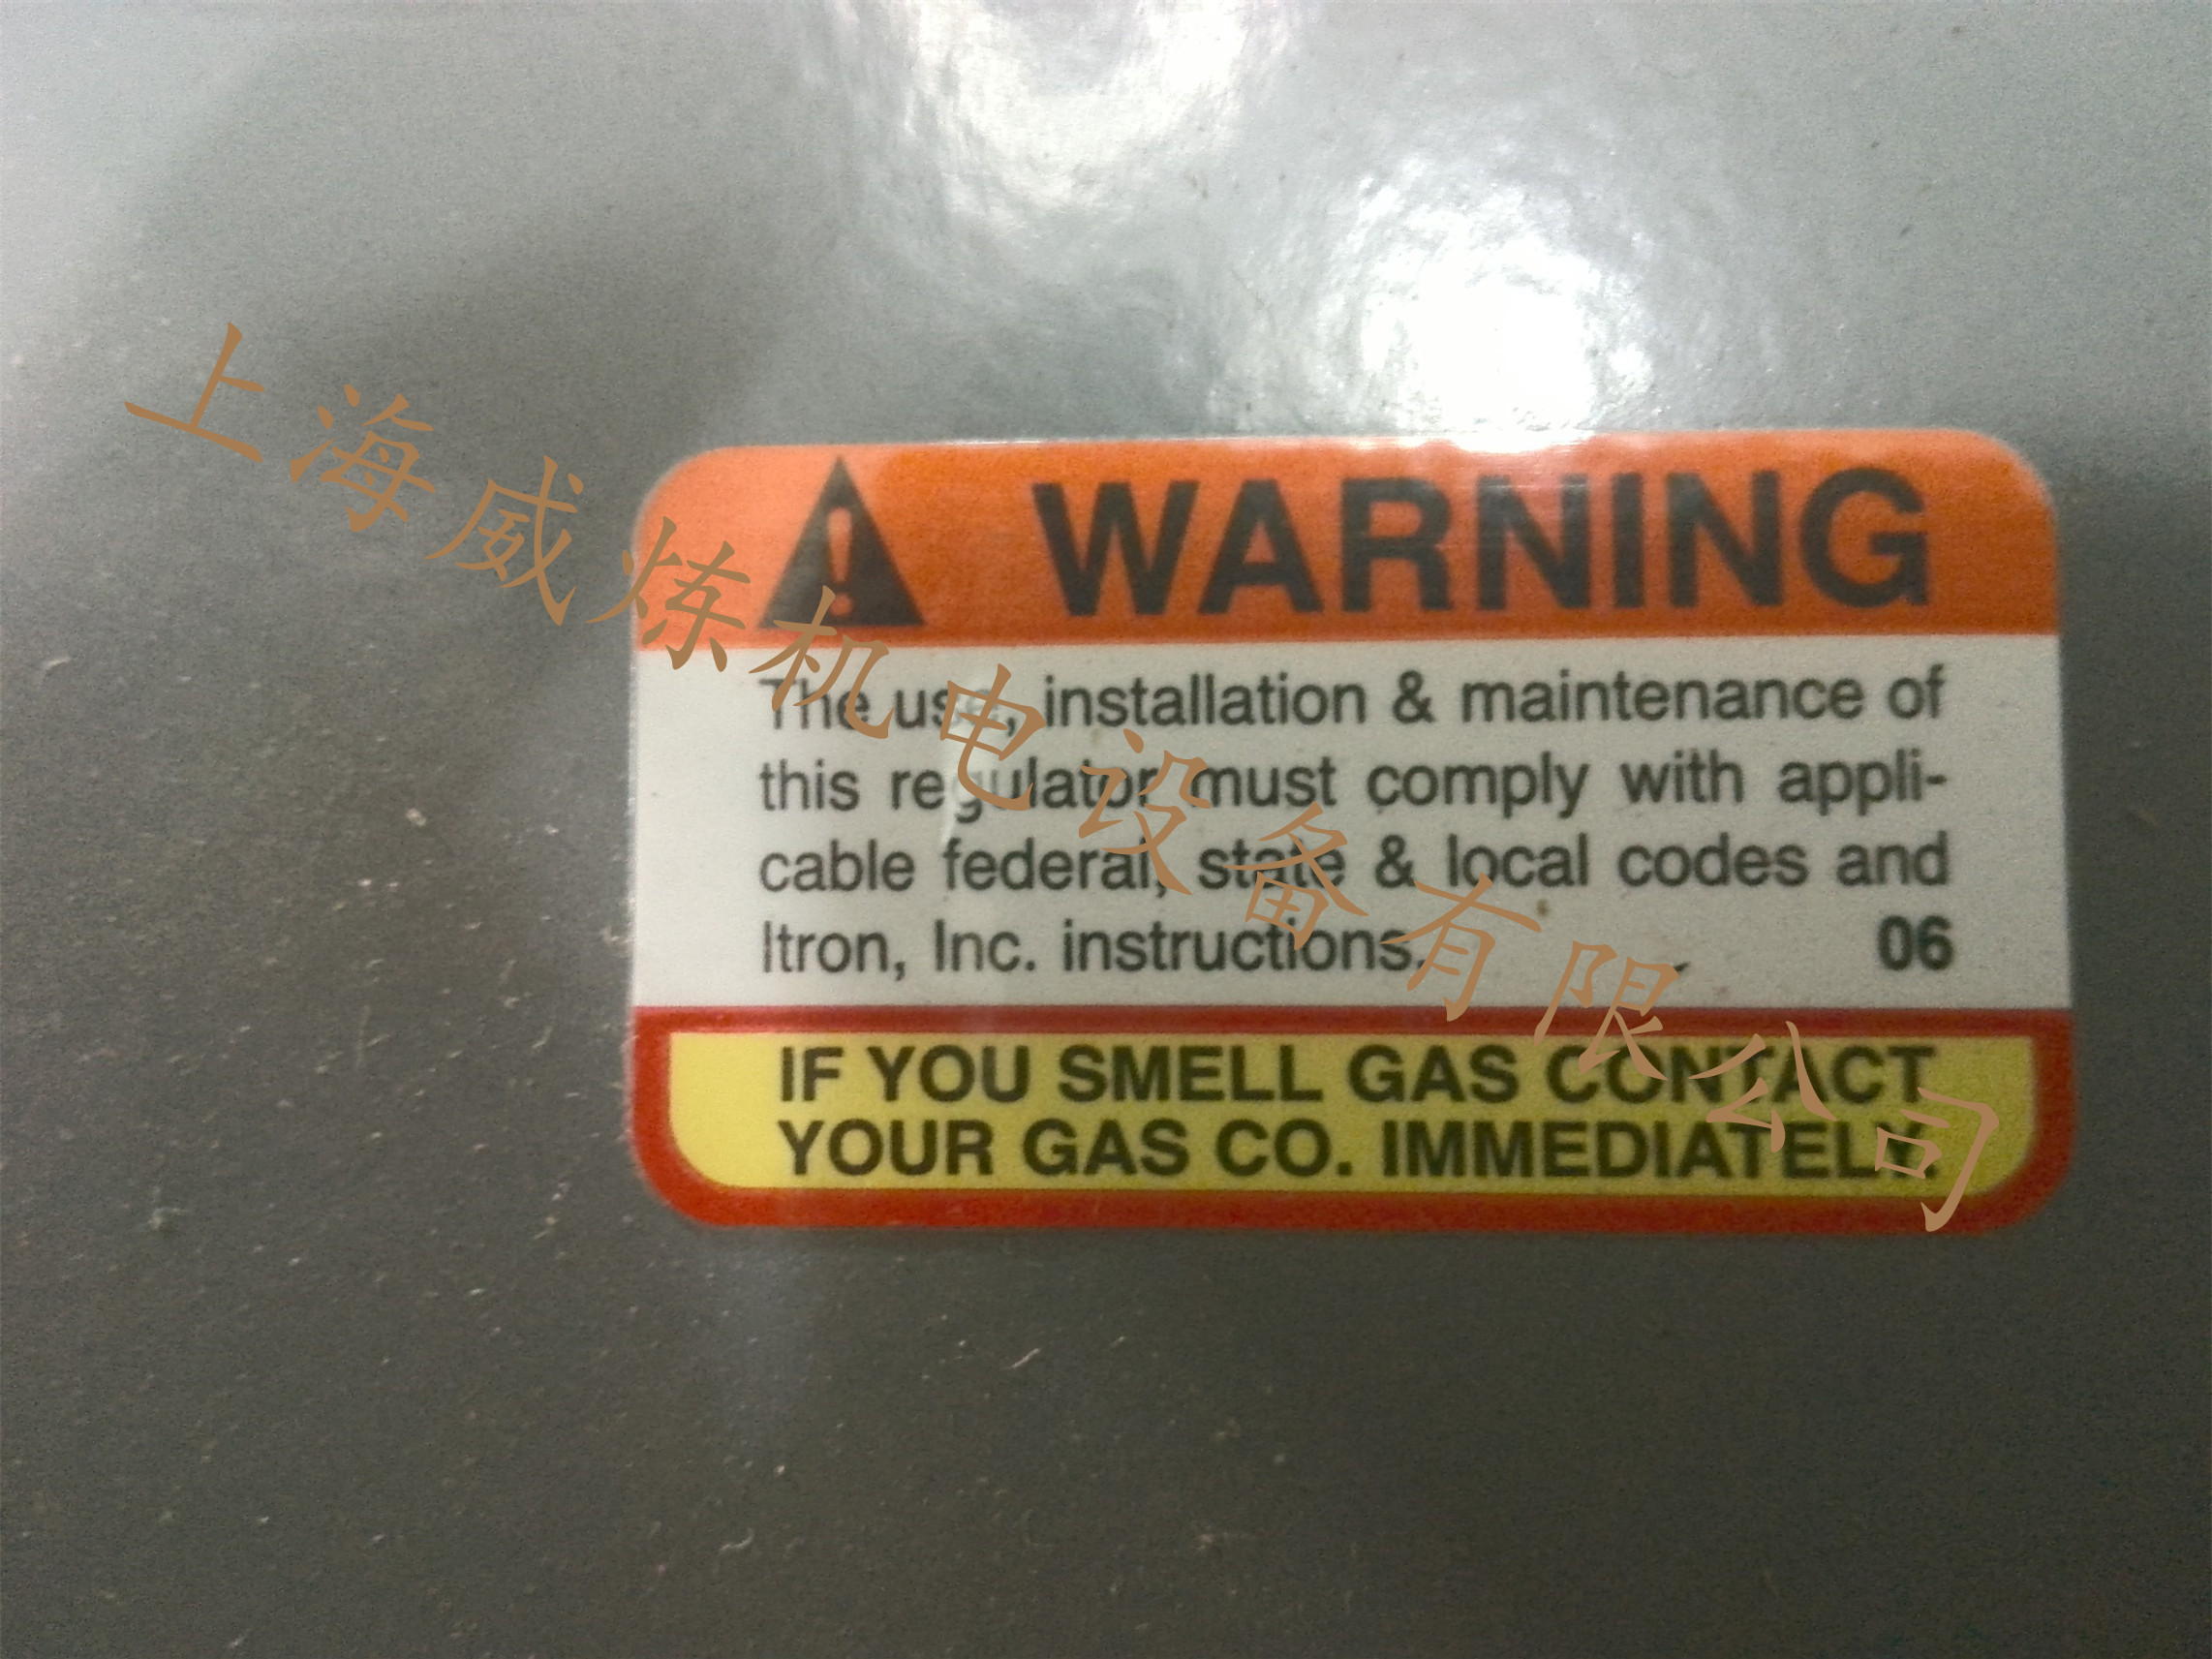 上海威炼机电设备有限公司
WARNING
The use, installation & maintenance of
this regulator must comply with appli-
cable federal, state & local codes and
Itron, Inc. instructions. 06
IF YOU SMELL GAS CONTACT
YOUR GAS CO. IMMEDIATELY.